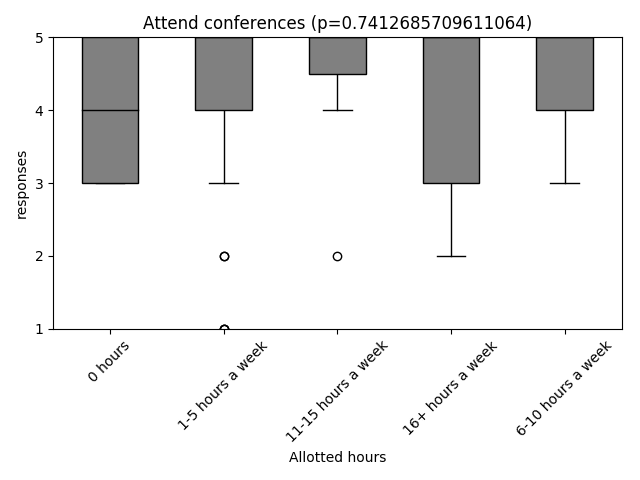 Attend conferences (p=0.7412685709611064)
responses
5
4
3
2
1
0 hours
1-5 hours a week
11-15 hours a week
16+ hours a week
6-10 hours a week
Allotted hours